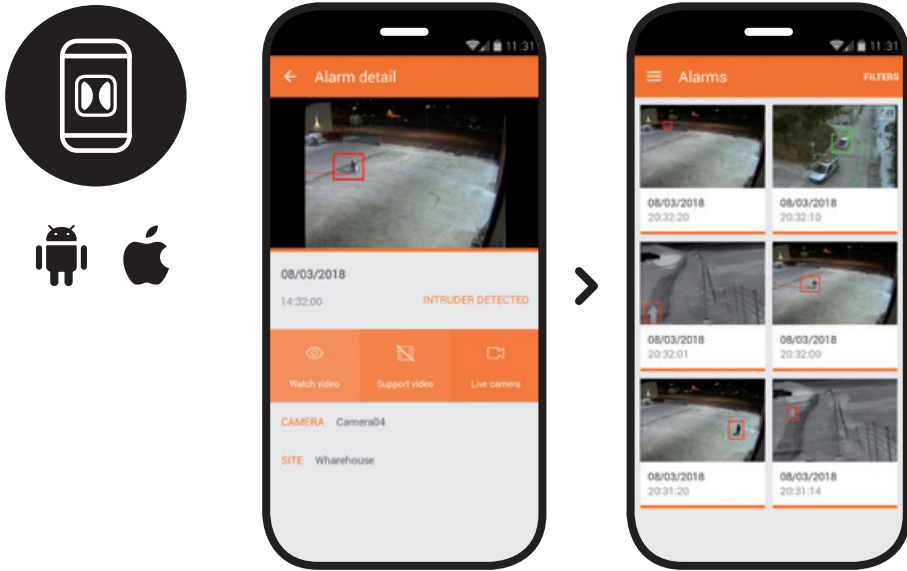 11:31
Alarm detail
08/03/2018
14:32:00 INTRUDER DETECTED
Watch video Support video Live camera
CAMERA Camera04
SITE Wharehouse
11:31
Alarms FILTERS
08/03/2018 08/03/2018
20:32:20 20:32:10
08/03/2018 08/03/2018
20:32:01 20:32:00
08/03/2018 08/03/2018
20:31:20 20:31:14